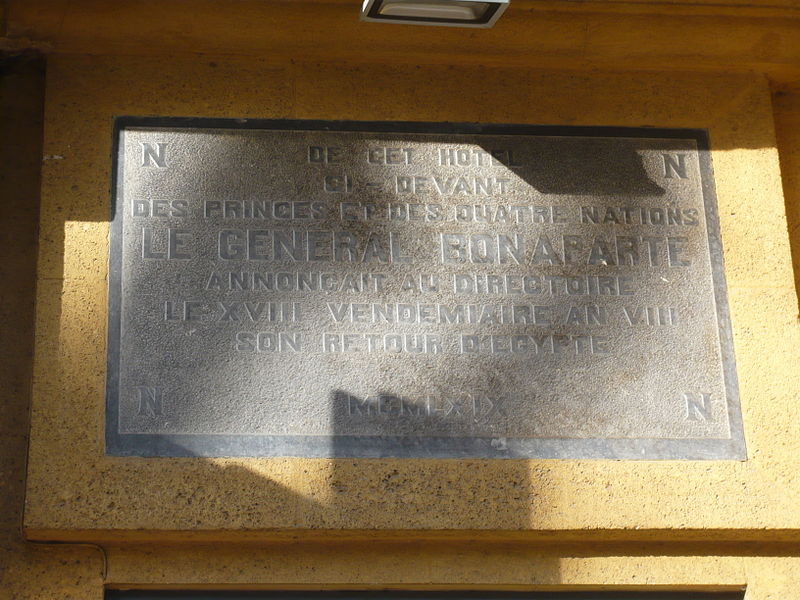 N DE CET HOTEL N
CI - DEVANT
DES PRINCES ET DES QUATRE NATIONS
LE GENERAL BONAPARTE
ANNONÇAIT AU DIRECTOIRE
LE XVIII VENDEMIAIRE AN VIII
SON RETOUR D'EGYPTE
N MCMLXIX N